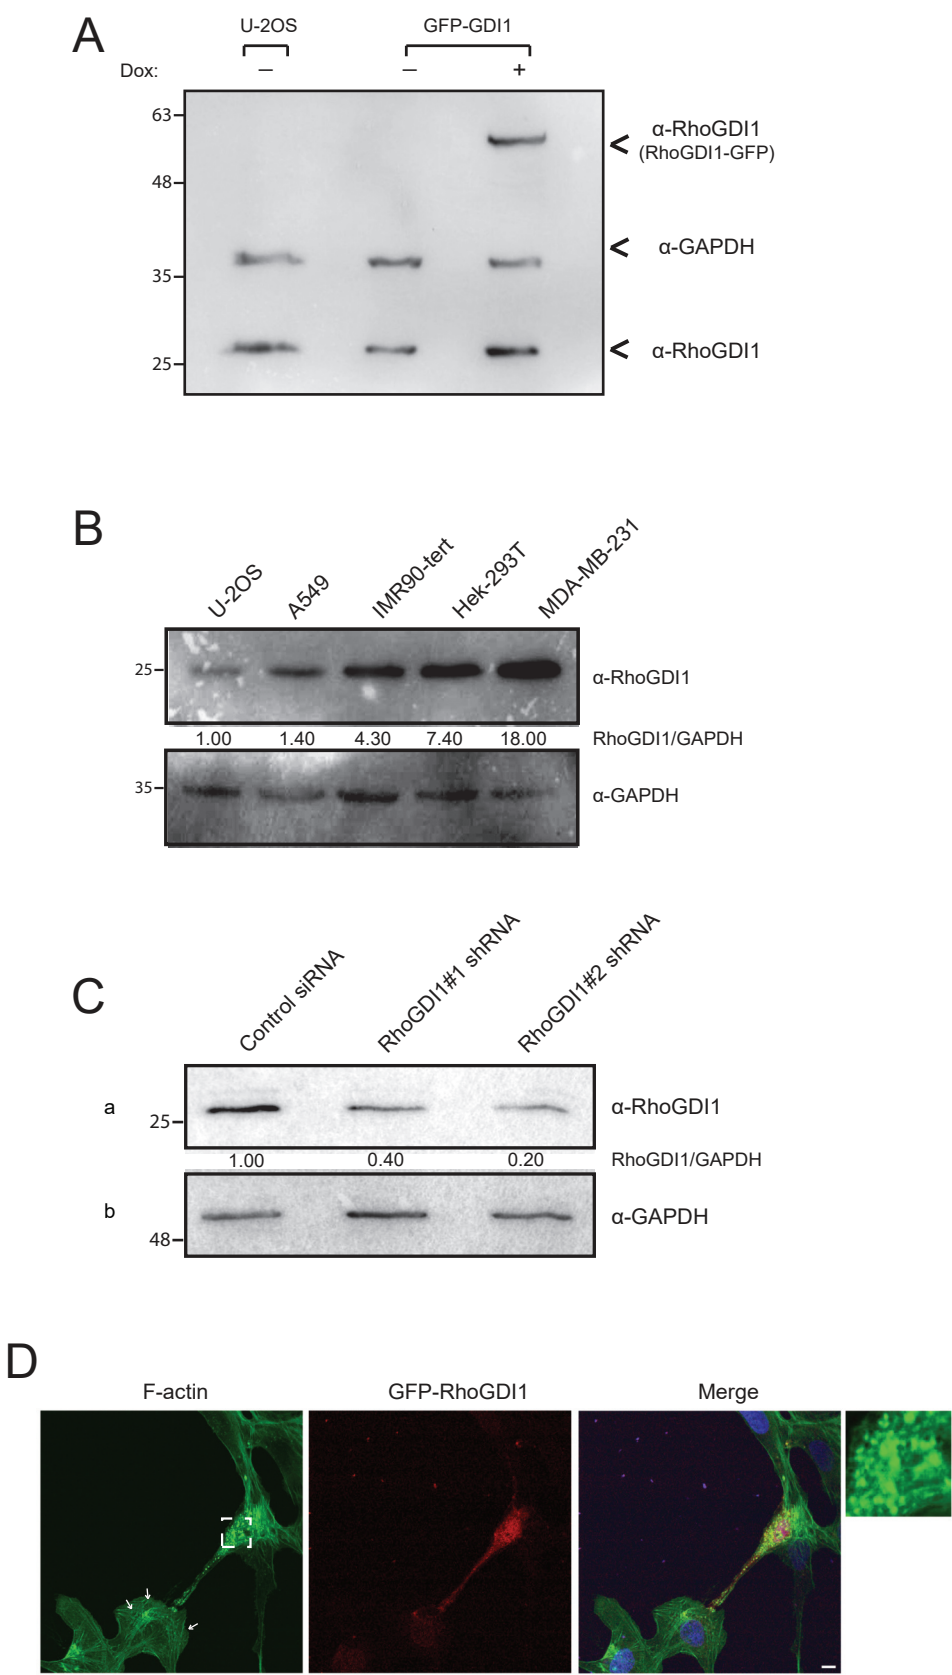 A
U-2OS GFP-GDI1
Dox: – – +
63
α-RhoGDI1
(RhoGDI1-GFP)
48
α-GAPDH
35
α-RhoGDI1
25
B
U-2OS A549 IMR90-tert Hek-293T MDA-MB-231
25 α-RhoGDI1
1.00 1.40 4.30 7.40 18.00 RhoGDI1/GAPDH
35 α-GAPDH
C
Control siRNA RhoGDI1#1 shRNA RhoGDI1#2 shRNA
a α-RhoGDI1
25
1.00 0.40 0.20 RhoGDI1/GAPDH
b α-GAPDH
48
D
F-actin GFP-RhoGDI1 Merge